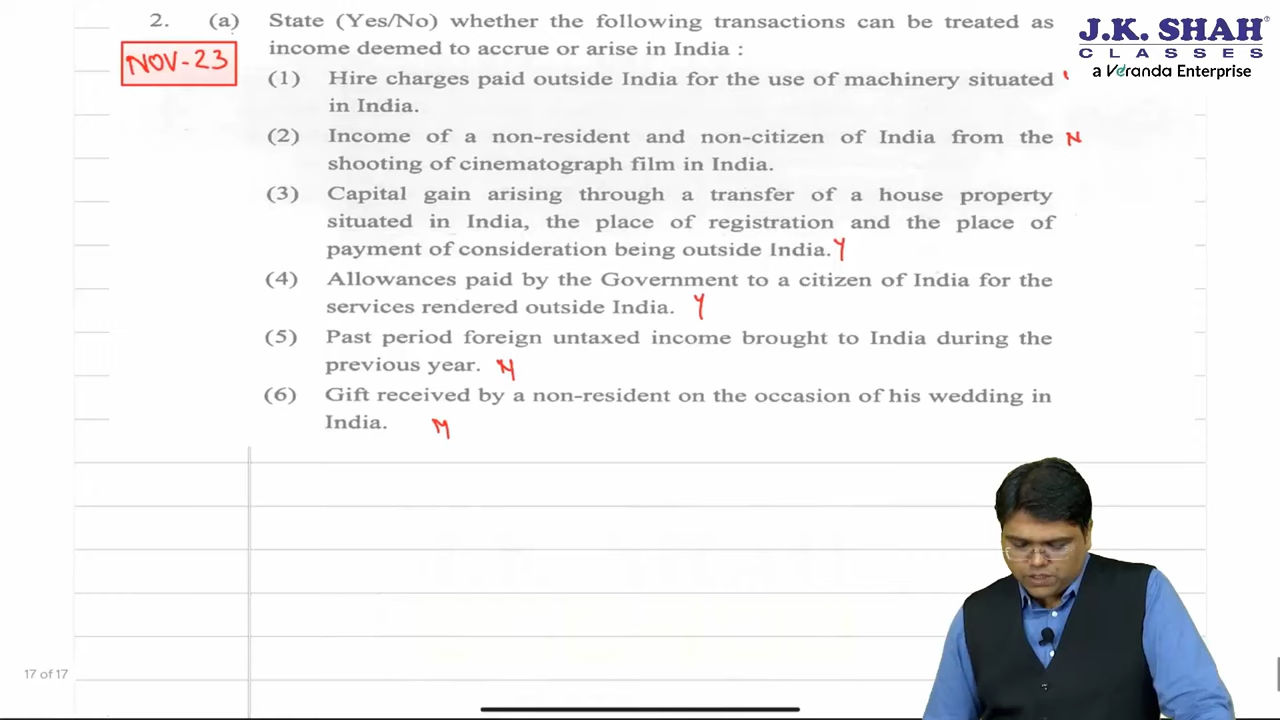 2. (a) State (Yes/No) whether the following transactions can be treated as
J.K. SHAH
NOV-23
income deemed to accrue or arise in India :
CLASSES
a Veranda Enterprise
(1) Hire charges paid outside India for the use of machinery situated
in India.
(2) Income of a non-resident and non-citizen of India from the N
shooting of cinematograph film in India.
(3) Capital gain arising through a transfer of a house property
situated in India, the place of registration and the place of
payment of consideration being outside India. Y
(4) Allowances paid by the Government to a citizen of India for the
services rendered outside India. Y
(5) Past period foreign untaxed income brought to India during the
previous year. N
(6) Gift received by a non-resident on the occasion of his wedding in
India. N
17 of 17